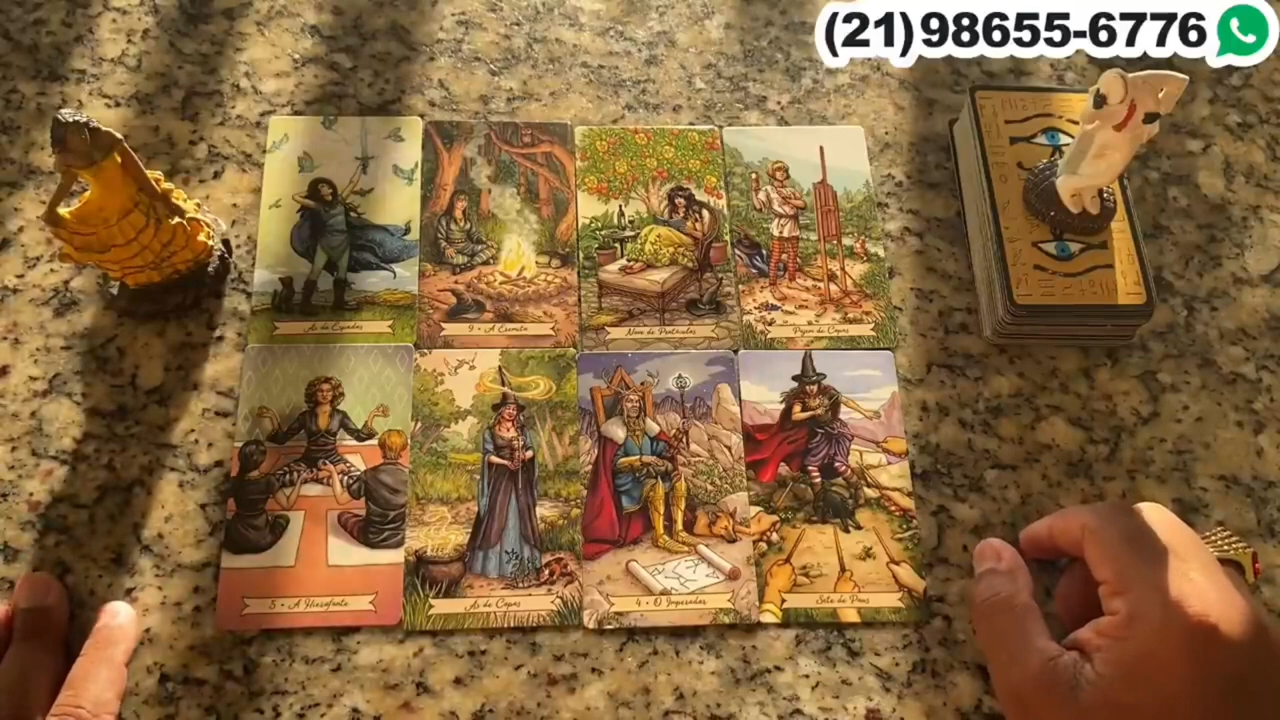 (21)98655-6776
Ás de Espadas
9 • A Eremita
Nove de Pentáculos
Pajem de Copas
5 • A Hierofante
Ás de Copas
4 • O Imperador
Sete de Paus